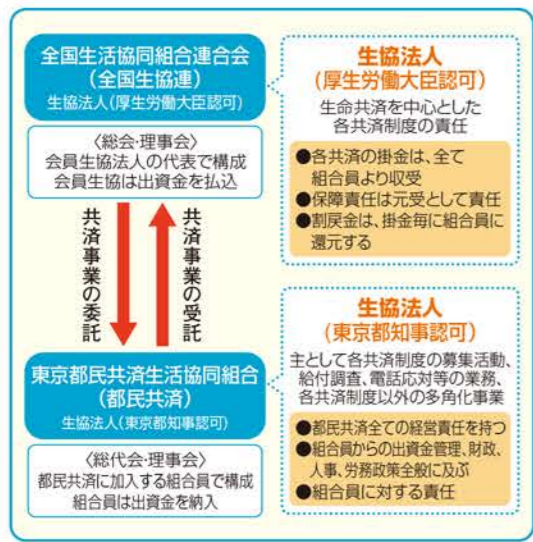 全国生活協同組合連合会
(全国生協連)
生協法人(厚生労働大臣認可)
〈総会・理事会〉
会員生協法人の代表で構成
会員生協は出資金を払込
生協法人
(厚生労働大臣認可)
生命共済を中心とした
各共済制度の責任
●各共済の掛金は、全て
組合員より収受
●保障責任は元受として責任
●割戻金は、掛金毎に組合員に
還元する
共済事業の委託
共済事業の受託
東京都民共済生活協同組合
(都民共済)
生協法人(東京都知事認可)
〈総代会・理事会〉
都民共済に加入する組合員で構成
組合員は出資金を納入
生協法人
(東京都知事認可)
主として各共済制度の募集活動、
給付調査、電話応対等の業務、
各共済制度以外の多角化事業
●都民共済全ての経営責任を持つ
●組合員からの出資金管理、財政、
人事、労務政策全般に及ぶ
●組合員に対する責任